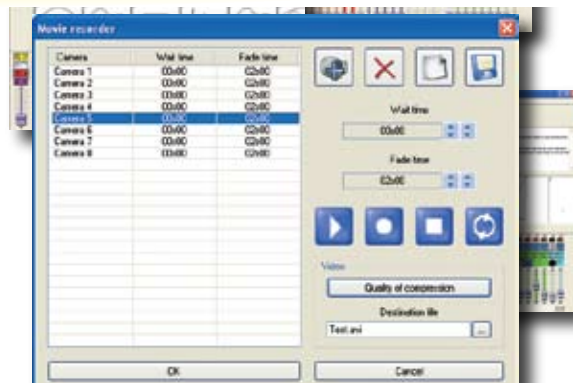 Movie recorder
Camera Wait time Fade time
Camera 1 00s00 02s00
Camera 2 00s00 02s00
Camera 3 00s00 02s00
Camera 4 00s00 02s00
Camera 5 00s00 02s00
Camera 6 00s00 02s00
Camera 7 00s00 02s00
Camera 8 00s00 02s00
Wait time
00s00
Fade time
02s00
Video
Quality of compression
Destination file
Test.avi ...
OK Cancel